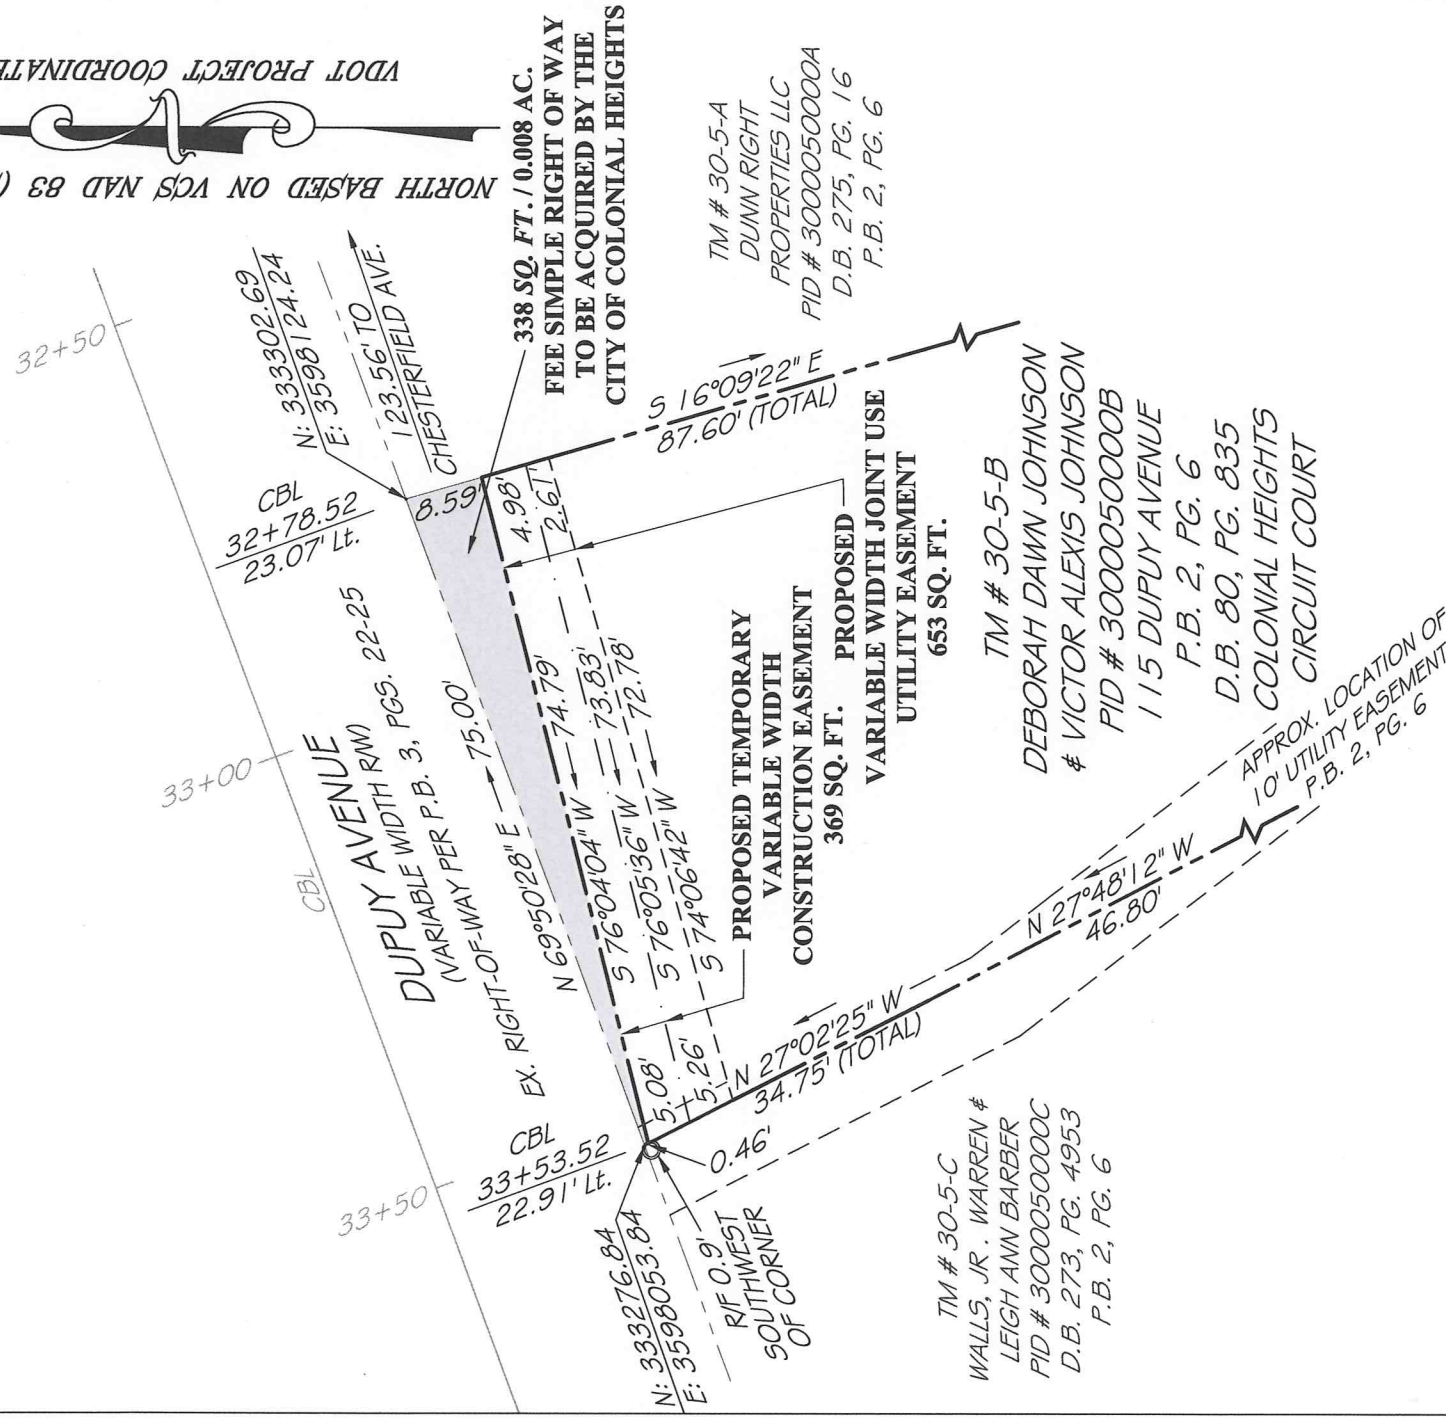 VDOT PROJECT COORDINATE
NORTH BASED ON VCS NAD 83 (
32+50
33+00
33+50
CBL
N: 333302.69
E: 3598124.24
123.56' TO
CHESTERFIELD AVE.
CBL
32+78.52
23.07' Lt.
338 SQ. FT. / 0.008 AC.
FEE SIMPLE RIGHT OF WAY
TO BE ACQUIRED BY THE
CITY OF COLONIAL HEIGHTS
TM # 30-5-A
DUNN RIGHT
PROPERTIES LLC
PID # 3000050000A
D.B. 275, PG. 16
P.B. 2, PG. 6
DUPUY AVENUE
(VARIABLE WIDTH R/W)
(VARIABLE PER P.B. 3, PGS. 22-25
EX. RIGHT-OF-WAY
75.00'
N 69°50'28" E
8.59'
4.98'
2.61'
S 16°09'22" E
87.60' (TOTAL)
S 76°04'04" W
74.79'
S 76°05'36" W
73.83'
S 74°06'42" W
72.78'
PROPOSED TEMPORARY
VARIABLE WIDTH
CONSTRUCTION EASEMENT
369 SQ. FT.
PROPOSED
VARIABLE WIDTH JOINT USE
UTILITY EASEMENT
653 SQ. FT.
TM # 30-5-B
DEBORAH DAWN JOHNSON
& VICTOR ALEXIS JOHNSON
PID # 3000050000B
115 DUPUY AVENUE
P.B. 2, PG. 6
D.B. 80, PG. 835
COLONIAL HEIGHTS
CIRCUIT COURT
CBL
33+53.52
22.91' Lt.
5.08'
5.26'
0.46'
N 27°02'25" W
34.75' (TOTAL)
N 27°48'12" W
46.80'
APPROX. LOCATION OF
10' UTILITY EASEMENT
P.B. 2, PG. 6
N: 333276.84
E: 3598053.84
R/F 0.9'
SOUTHWEST
OF CORNER
TM # 30-5-C
WALLS, JR. WARREN &
LEIGH ANN BARBER
PID # 3000050000C
D.B. 273, PG. 4953
P.B. 2, PG. 6